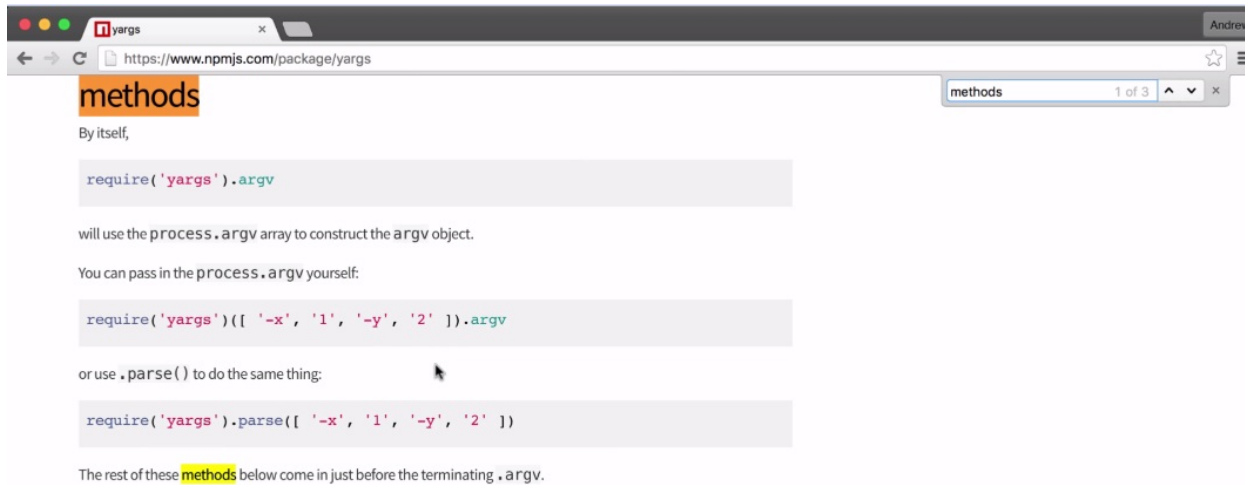 yargs
Andrew
https://www.npmjs.com/package/yargs
methods 1 of 3
methods
By itself,
require('yargs').argv
will use the process.argv array to construct the argv object.
You can pass in the process.argv yourself:
require('yargs')([ '-x', '1', '-y', '2' ]).argv
or use .parse() to do the same thing:
require('yargs').parse([ '-x', '1', '-y', '2' ])
The rest of these methods below come in just before the terminating .argv.